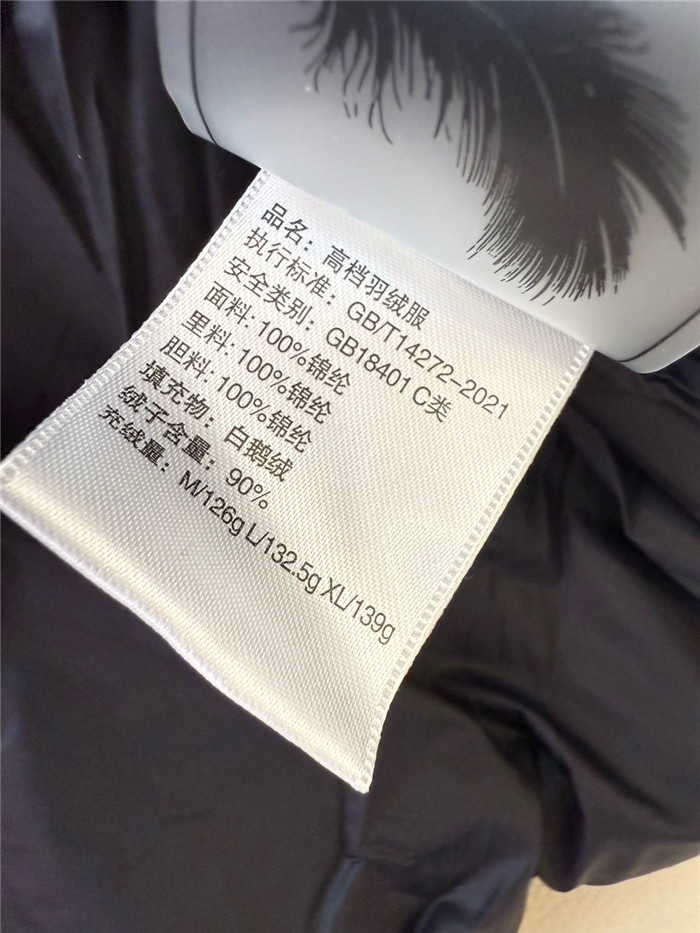 品名：高档羽绒服
执行标准：GB/T14272-2021
安全类别：GB18401 C类
面料：100%锦纶
里料：100%锦纶
胆料：100%锦纶
填充物：白鹅绒
绒子含量：90%
充绒量：M/126g L/132.5g XL/139g